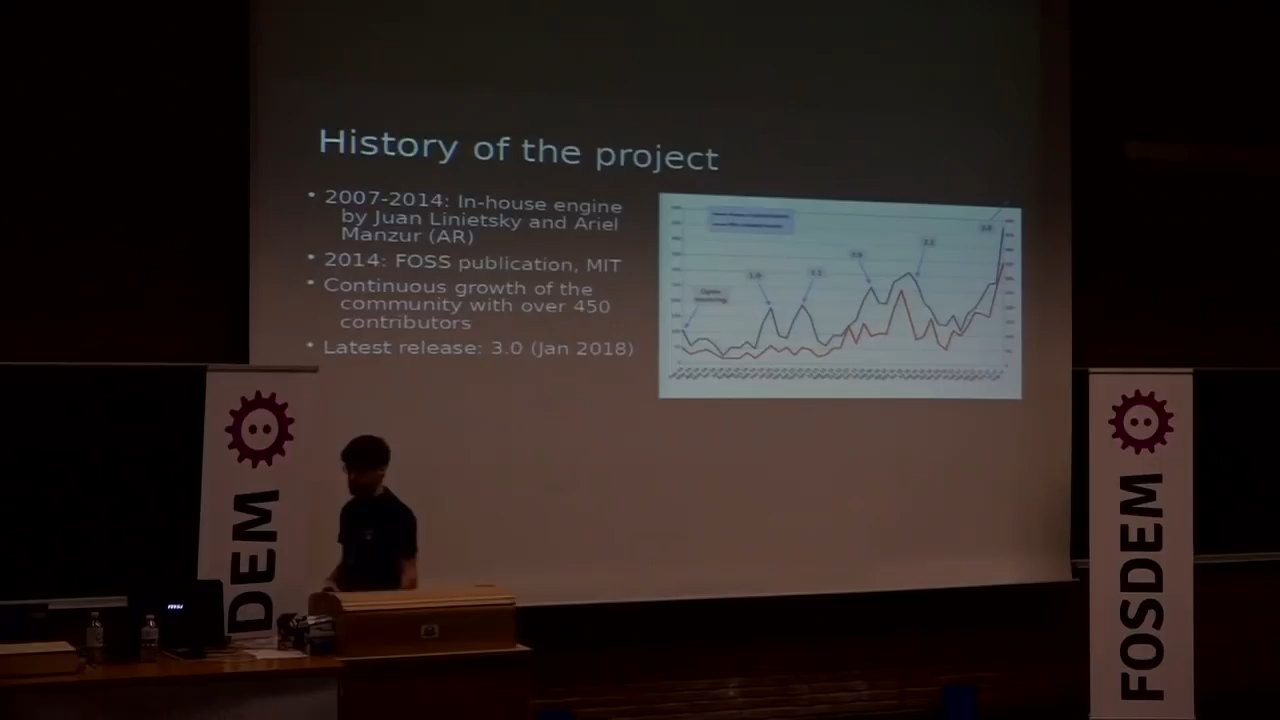 History of the project
• 2007-2014: In-house engine
by Juan Linietsky and Ariel
Manzur (AR)
• 2014: FOSS publication, MIT
• Continuous growth of the
community with over 450
contributors
• Latest release: 3.0 (Jan 2018)
Open
1.0
1.1
2.1
3.0
DEM
msi
FOSDEM